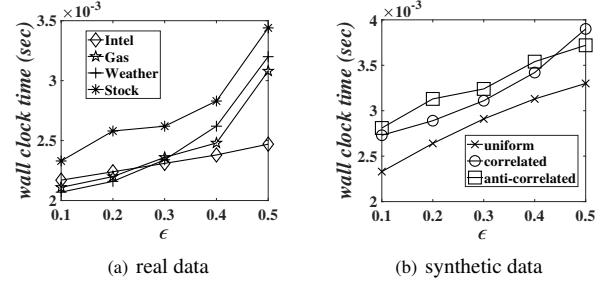 × 10⁻³
wall clock time (sec)
3.5
3
2.5
2
0.1 0.2 0.3 0.4 0.5
ϵ
Intel
Gas
Weather
Stock
(a) real data
× 10⁻³
wall clock time (sec)
4
3.5
3
2.5
2
0.1 0.2 0.3 0.4 0.5
ϵ
uniform
correlated
anti-correlated
(b) synthetic data